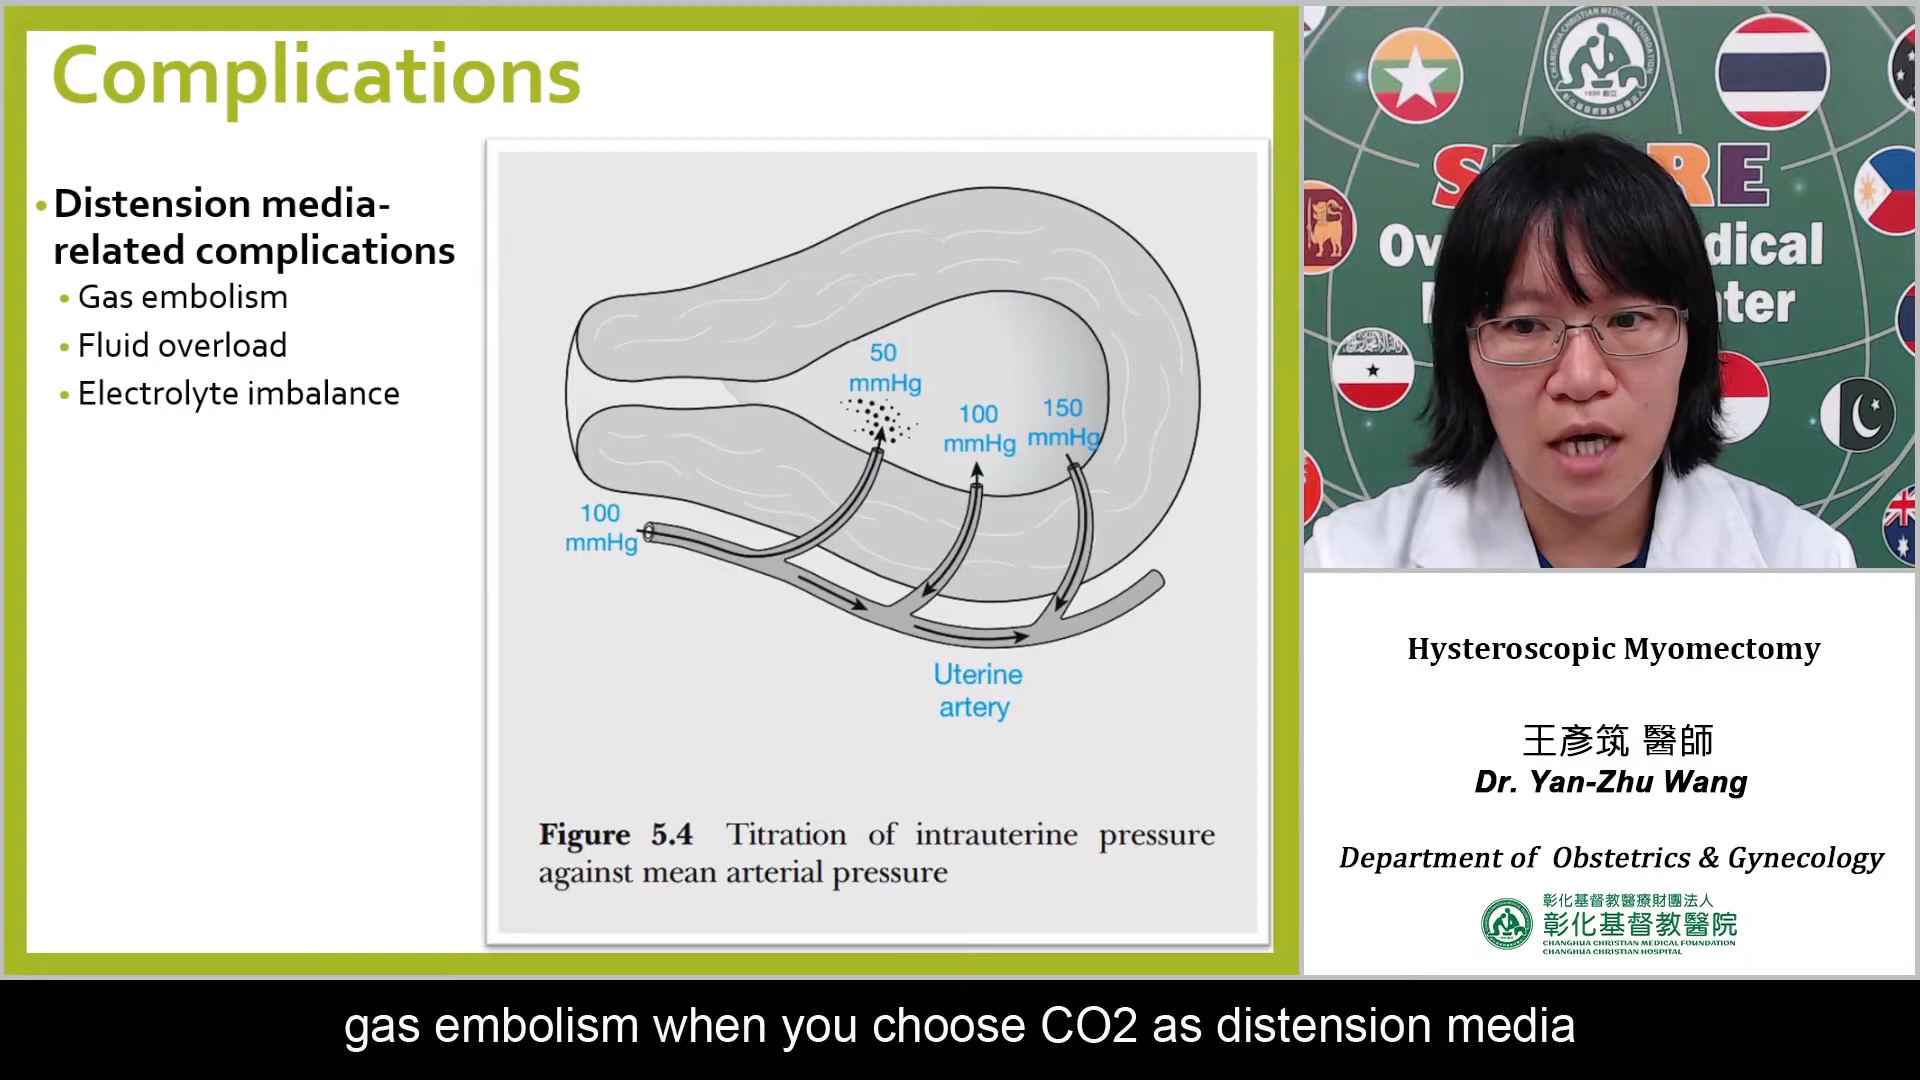 Complications
Distension media-
related complications
Gas embolism
Fluid overload
Electrolyte imbalance
50
mmHg
100
mmHg
150
mmHg
100
mmHg
Uterine
artery
Figure 5.4 Titration of intrauterine pressure
against mean arterial pressure
CHANGHUA CHRISTIAN MEDICAL FOUNDATION
Hysteroscopic Myomectomy
王彥筑 醫師
Dr. Yan-Zhu Wang
Department of Obstetrics & Gynecology
彰化基督教醫療財團法人
彰化基督教醫院
CHANGHUA CHRISTIAN MEDICAL FOUNDATION
CHANGHUA CHRISTIAN HOSPITAL
gas embolism when you choose CO2 as distension media